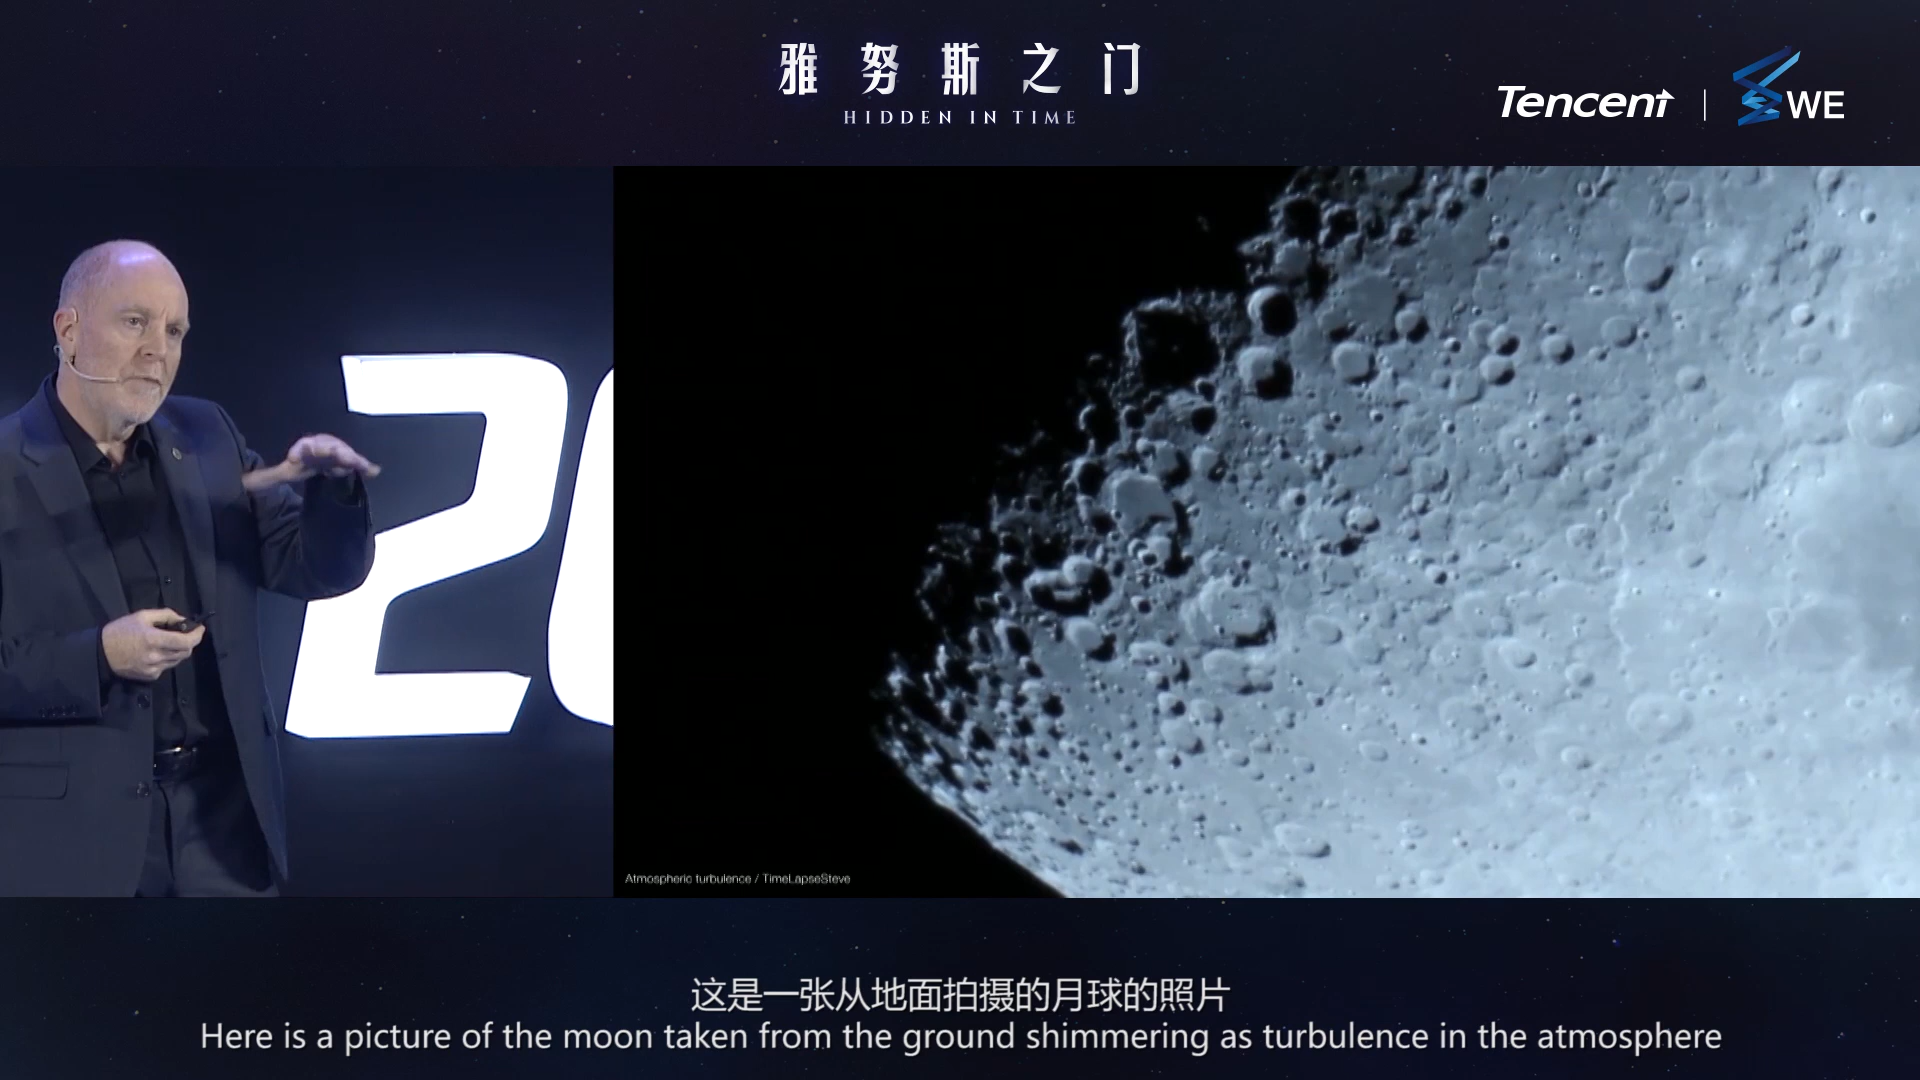 雅努斯之门
HIDDEN IN TIME
Tencent | WE
20
Atmospheric turbulence / TimeLapseSteve
这是一张从地面拍摄的月球的照片
Here is a picture of the moon taken from the ground shimmering as turbulence in the atmosphere